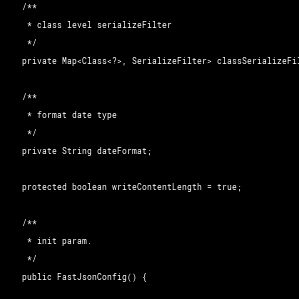 /**
* class level serializeFilter
*/
private Map<Class<?>, SerializeFilter> classSerializeFil
/**
* format date type
*/
private String dateFormat;
protected boolean writeContentLength = true;
/**
* init param.
*/
public FastJsonConfig() {